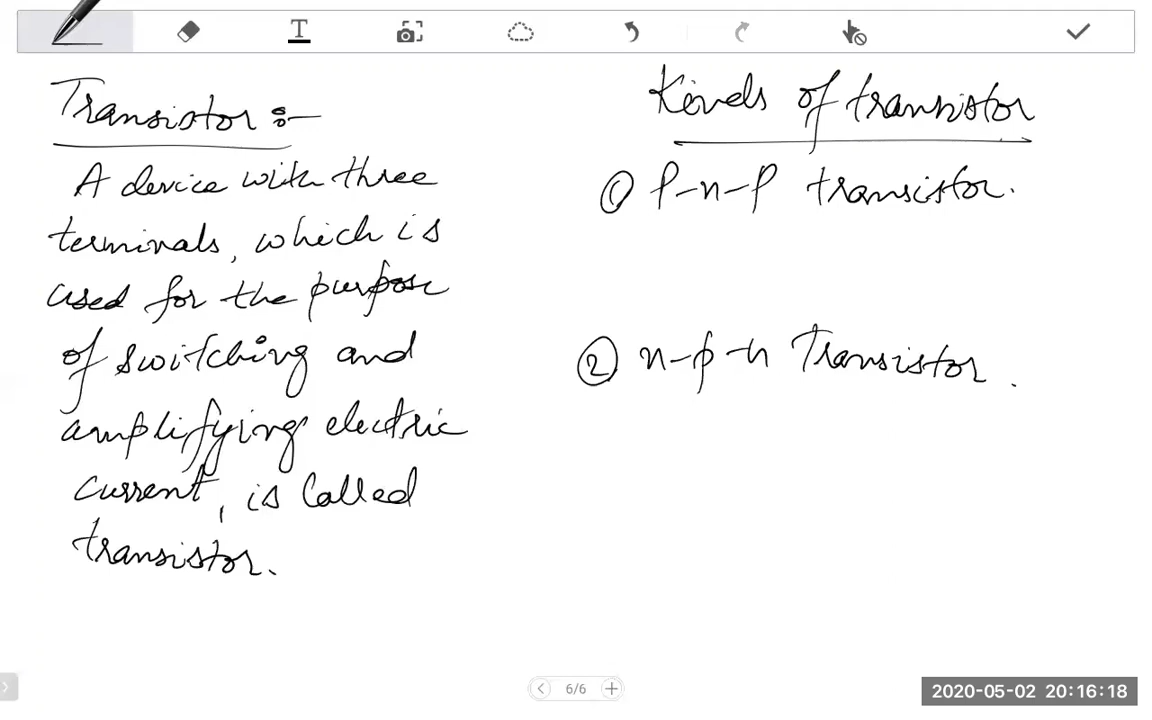 Transistor :-
A device with three
terminals, which is
used for the purpose
of switching and
amplifying electric
current, is called
transistor.
Kinds of transistor
① p-n-p transistor.
② n-p-n Transistor.
6/6
2020-05-02 20:16:18